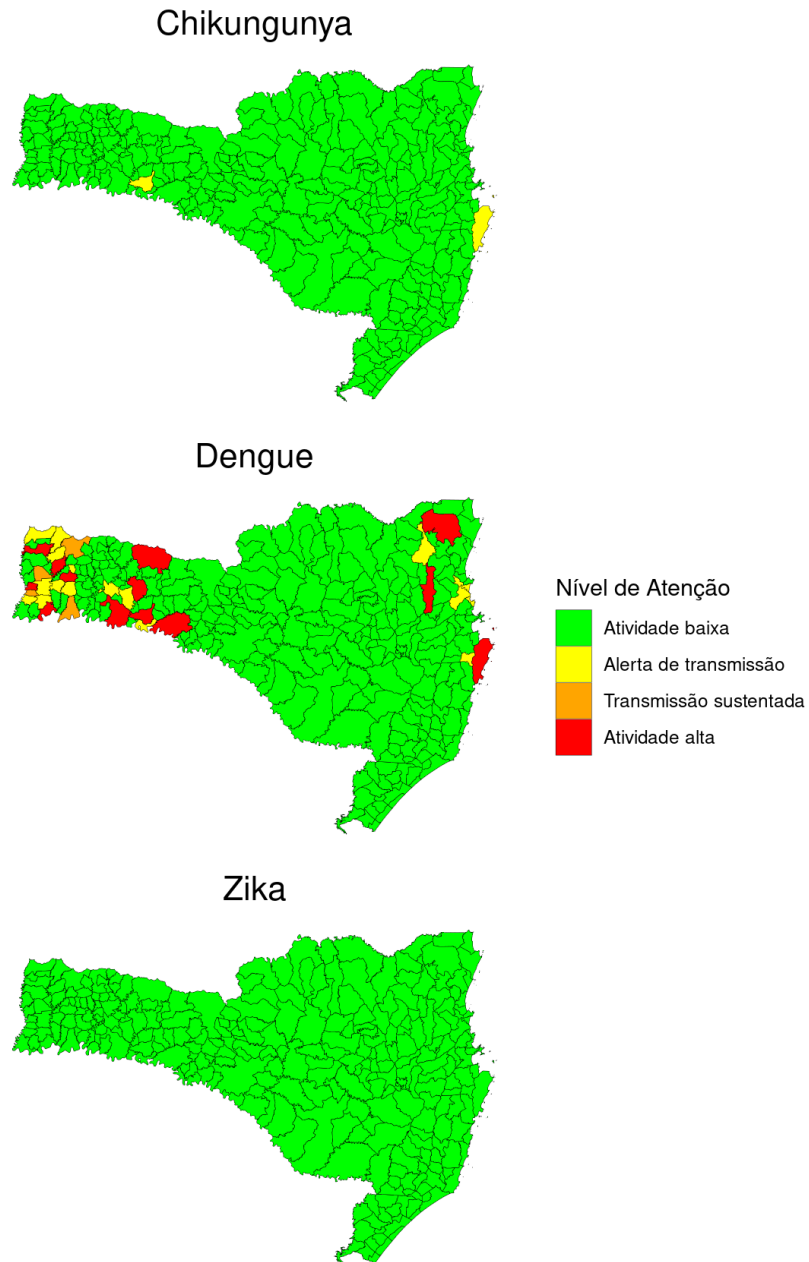 Chikungunya
Dengue
Nível de Atenção
Atividade baixa
Alerta de transmissão
Transmissão sustentada
Atividade alta
Zika